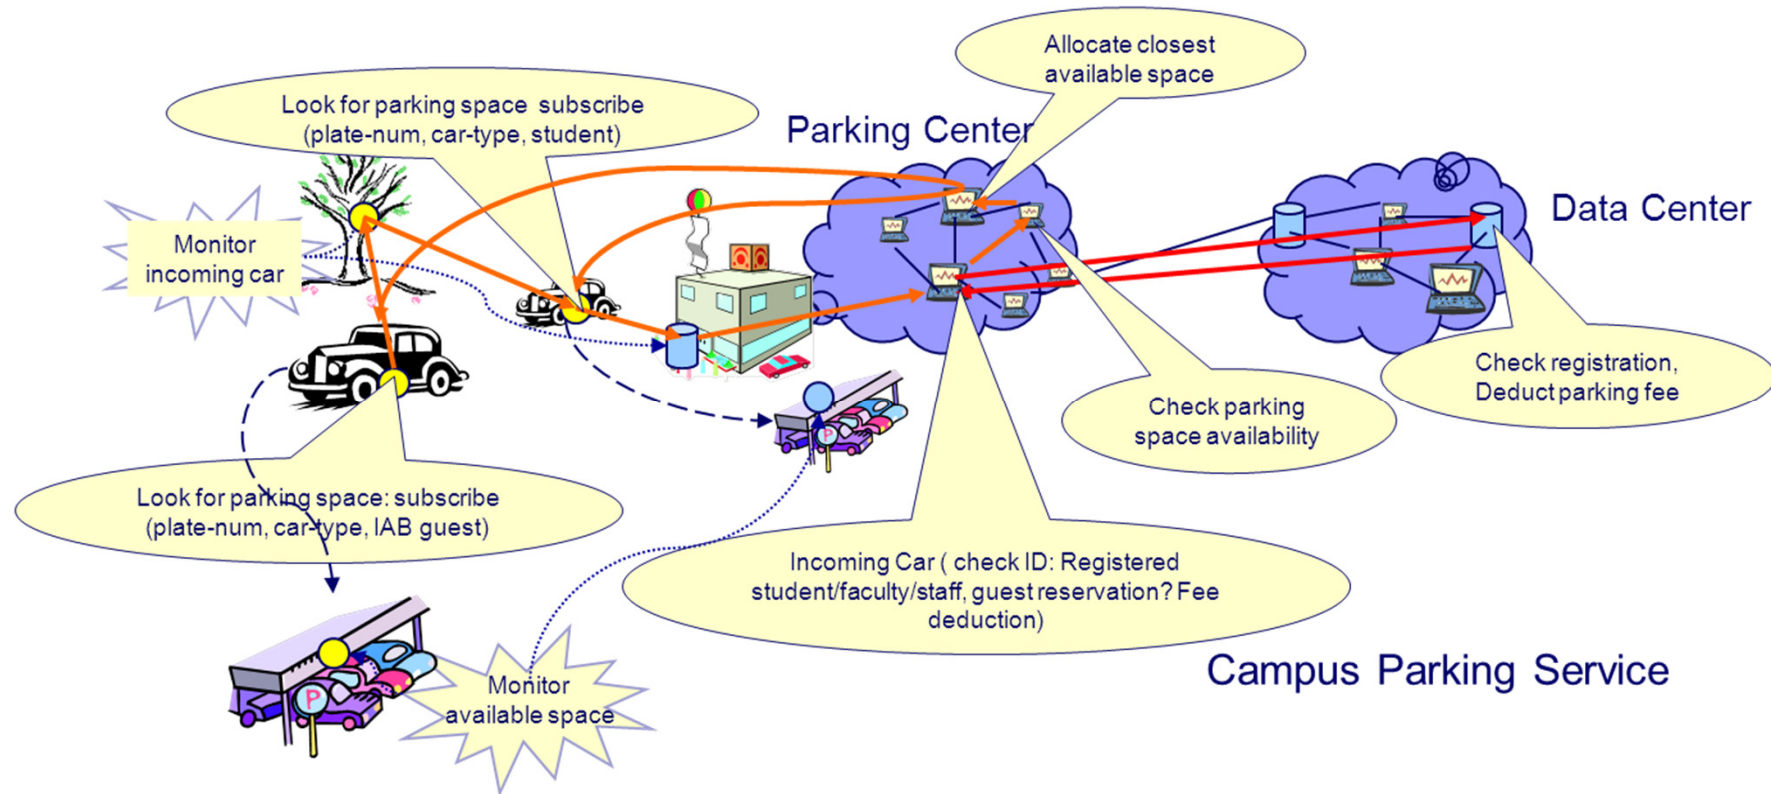 Allocate closest
available space
Look for parking space  subscribe
(plate-num, car-type, student)
Parking Center
Data Center
Monitor
incoming car
Check registration,
Deduct parking fee
Check parking
space availability
Look for parking space: subscribe
(plate-num, car-type, IAB guest)
Incoming Car ( check ID: Registered
student/faculty/staff, guest reservation? Fee
deduction)
Campus Parking Service
Monitor
available space
P
P